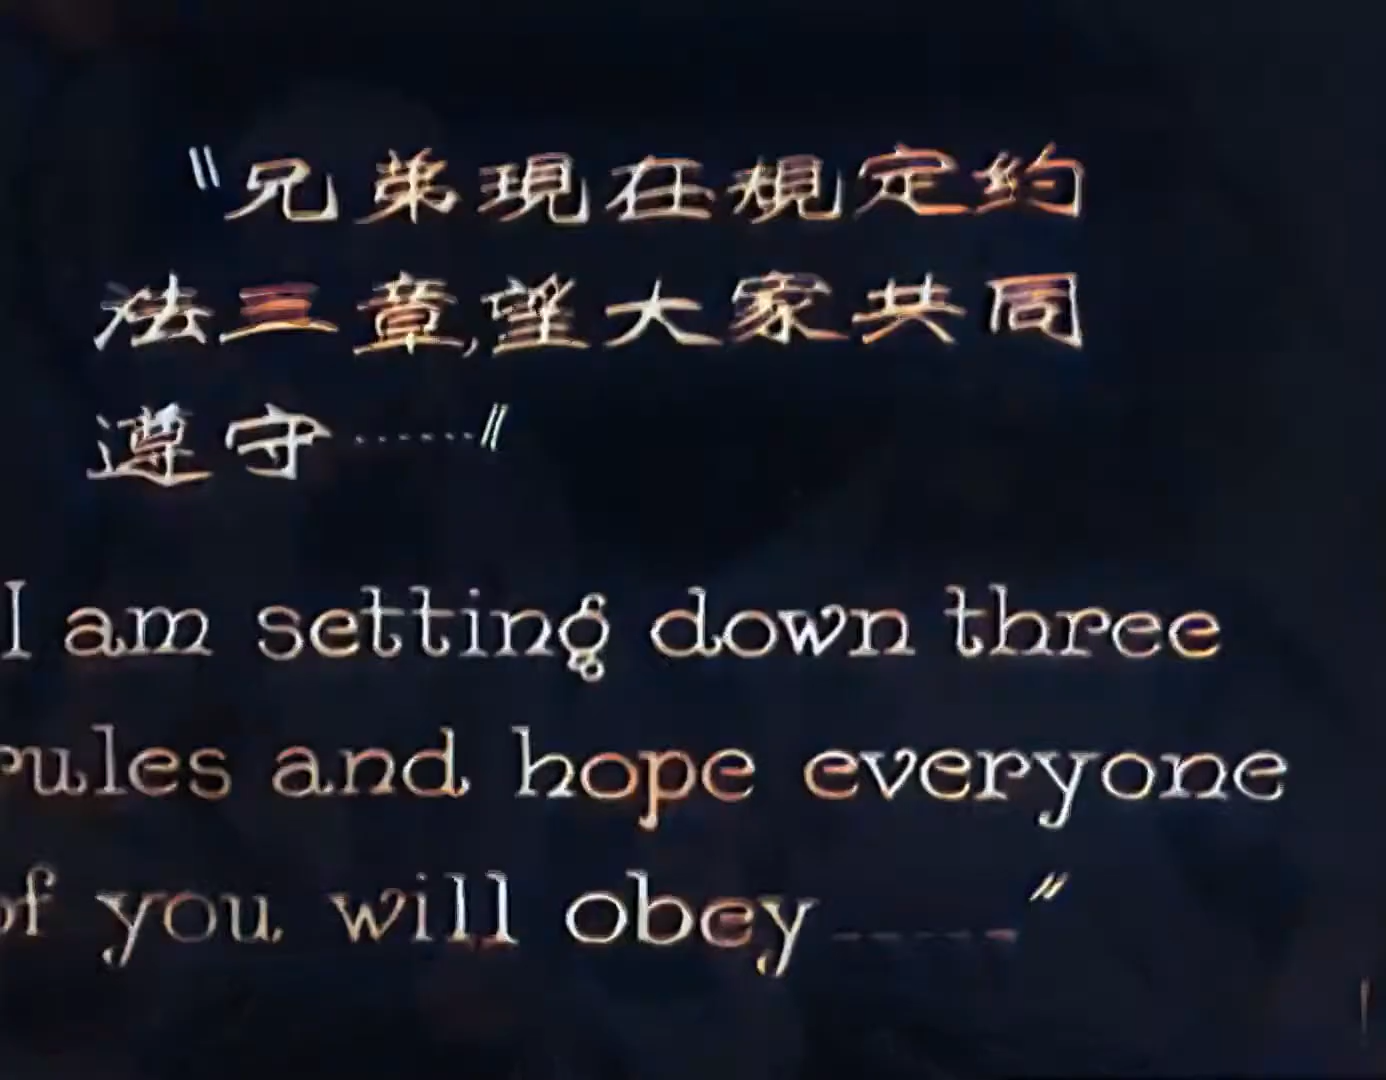 "兄弟現在規定約
法三章,望大家共同
遵守······"
I am setting down three
rules and hope everyone
of you will obey-----"